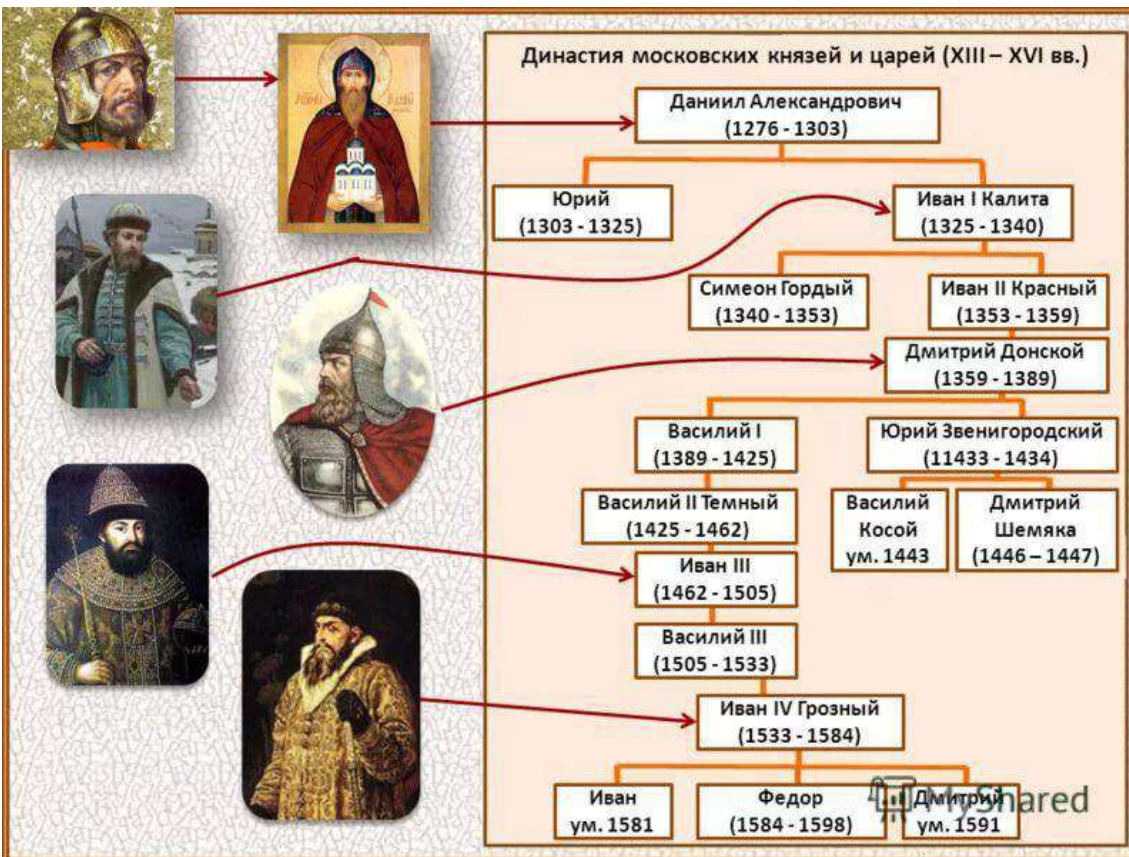 Династия московских князей и царей (XIII – XVI вв.)
Даниил Александрович
(1276 - 1303)
Юрий
(1303 - 1325)
Иван I Калита
(1325 - 1340)
Симеон Гордый
(1340 - 1353)
Иван II Красный
(1353 - 1359)
Дмитрий Донской
(1359 - 1389)
Василий I
(1389 - 1425)
Юрий Звенигородский
(11433 - 1434)
Василий II Темный
(1425 - 1462)
Василий
Косой
ум. 1443
Дмитрий
Шемяка
(1446 – 1447)
Иван III
(1462 - 1505)
Василий III
(1505 - 1533)
Иван IV Грозный
(1533 - 1584)
Иван
ум. 1581
Федор
(1584 - 1598)
Дмитрий
ум. 1591
MyShared